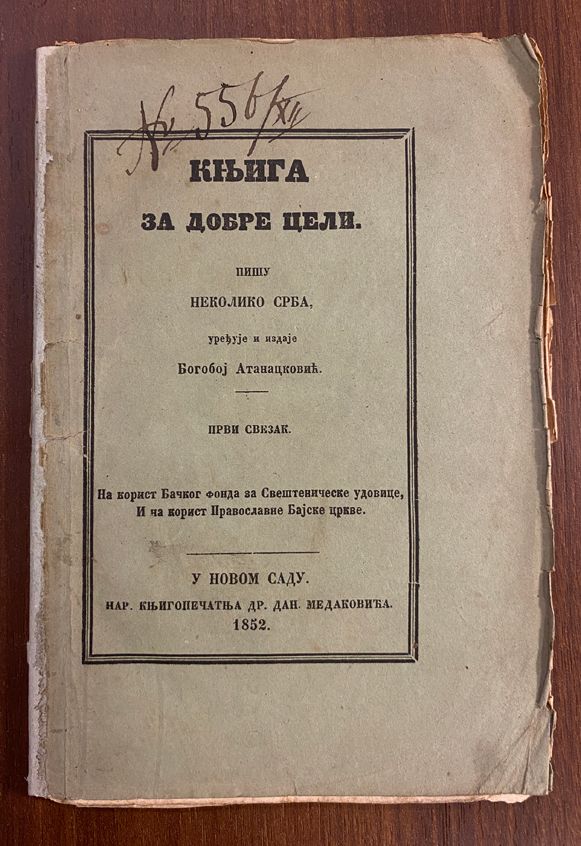 № 556/XII
КЊИГА
ЗА ДОБРЕ ЦЕЛИ.
ПИШУ
НЕКОЛИКО СРБА,
уређује и издаје
Богобој Атанацковић.
ПРВИ СВЕЗАК.
На корист Бачког Фонда за Свештеническе удовице,
И на корист Православне Бајске цркве.
У НОВОМ САДУ.
НАР. КЊИГОПЕЧАТЊА ДР. ДАН. МЕДАКОВИЋА.
1852.